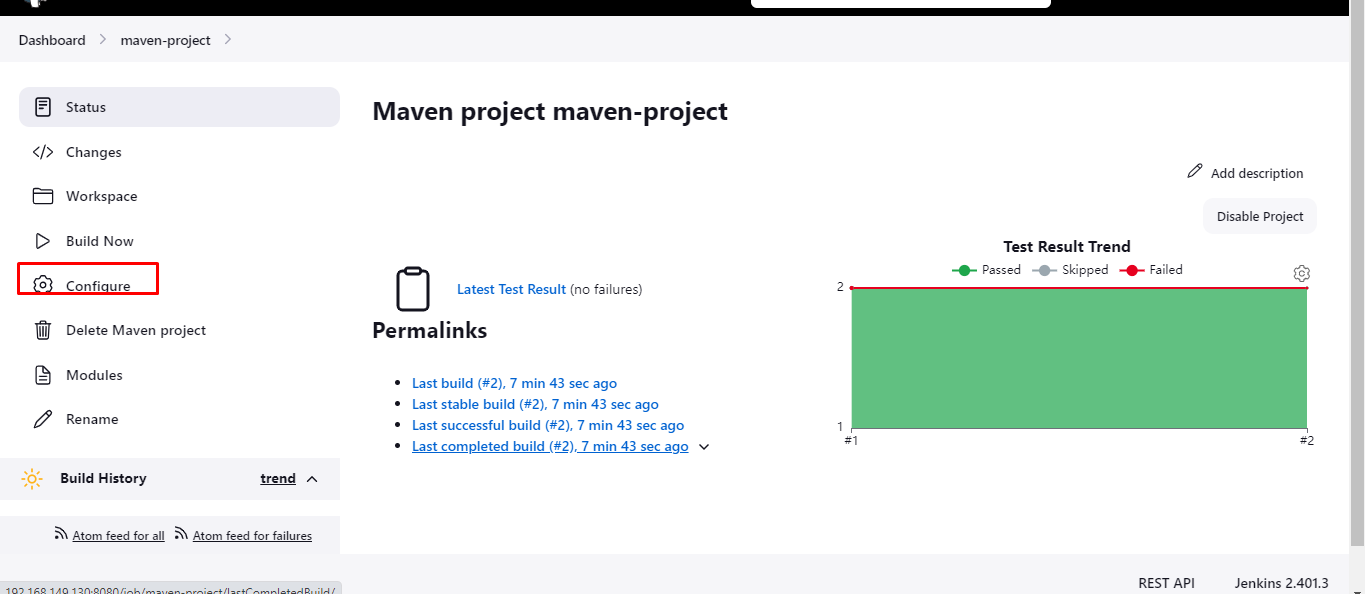 Dashboard > maven-project >
Status
Changes
Workspace
Build Now
Configure
Delete Maven project
Modules
Rename
Build History trend
Atom feed for all Atom feed for failures
Maven project maven-project
Add description
Disable Project
Latest Test Result (no failures)
Permalinks
Last build (#2), 7 min 43 sec ago
Last stable build (#2), 7 min 43 sec ago
Last successful build (#2), 7 min 43 sec ago
Last completed build (#2), 7 min 43 sec ago
Test Result Trend
Passed Skipped Failed
2
1
#1 #2
REST API Jenkins 2.401.3
192.168.149.130:8080/job/maven-project/lastCompletedBuild/